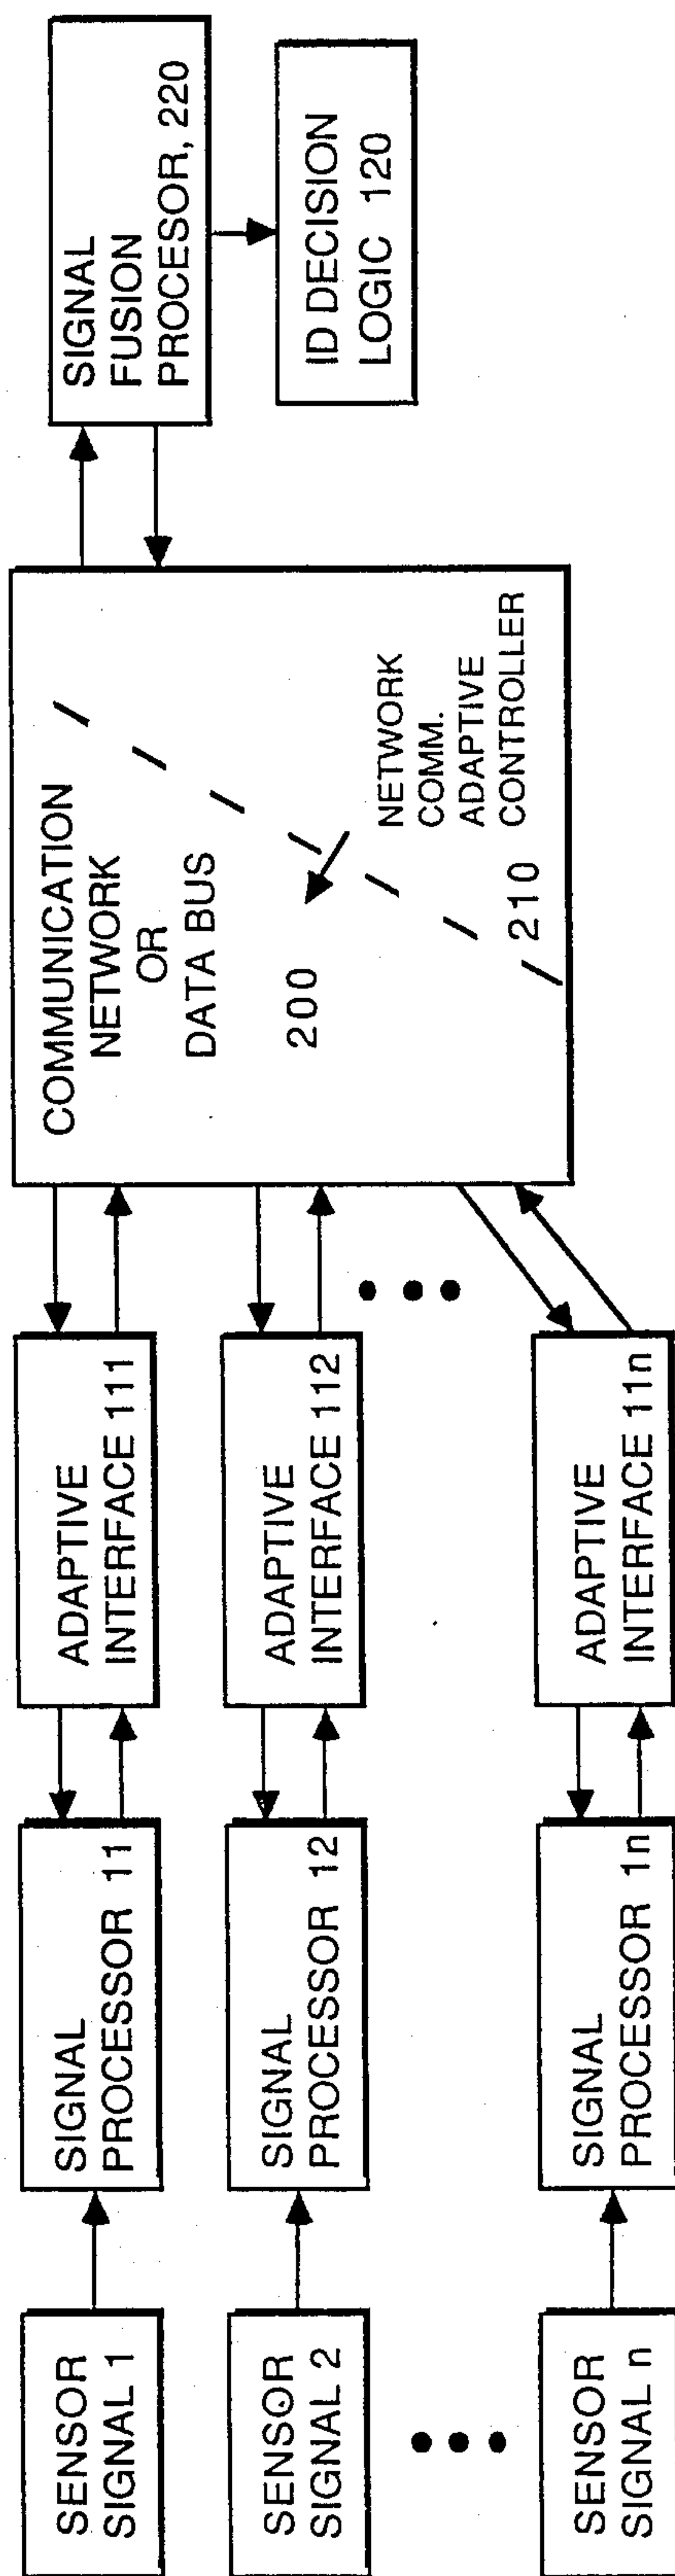 SENSOR
SIGNAL 1
SIGNAL
PROCESSOR 11
ADAPTIVE
INTERFACE 111
SENSOR
SIGNAL 2
SIGNAL
PROCESSOR 12
ADAPTIVE
INTERFACE 112
SENSOR
SIGNAL n
SIGNAL
PROCESSOR 1n
ADAPTIVE
INTERFACE 11n
COMMUNICATION
NETWORK
OR
DATA BUS
200
NETWORK
COMM.
ADAPTIVE
CONTROLLER
210
SIGNAL
FUSION
PROCESOR, 220
ID DECISION
LOGIC 120